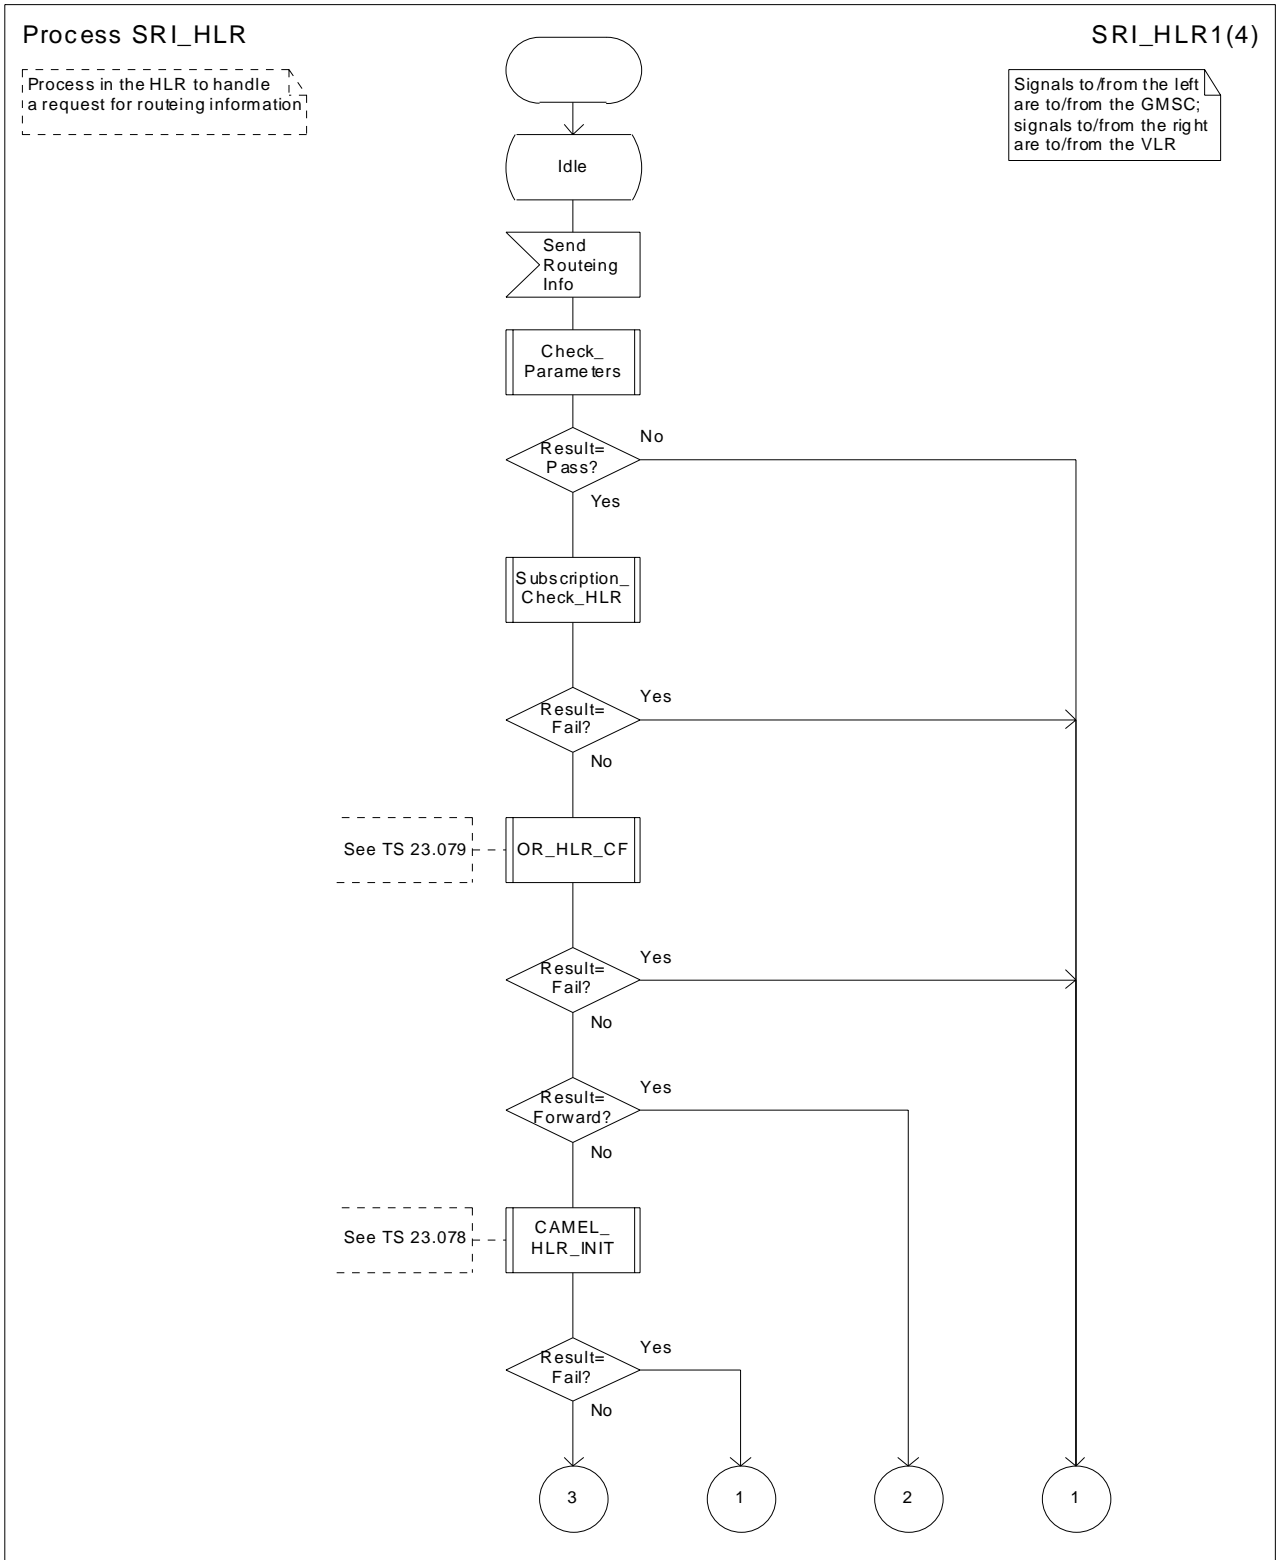 Process SRI_HLR
SRI_HLR1(4)
Process in the HLR to handle
a request for routeing information
Signals to/from the left
are to/from the GMSC;
signals to/from the right
are to/from the VLR
Idle
Send
Routeing
Info
Check_
Parameters
Result=
Pass?
No
Yes
Subscription_
Check_HLR
Result=
Fail?
Yes
No
See TS 23.079
OR_HLR_CF
Result=
Fail?
Yes
No
Result=
Forward?
Yes
No
See TS 23.078
CAMEL_
HLR_INIT
Result=
Fail?
Yes
No
3
1
2
1